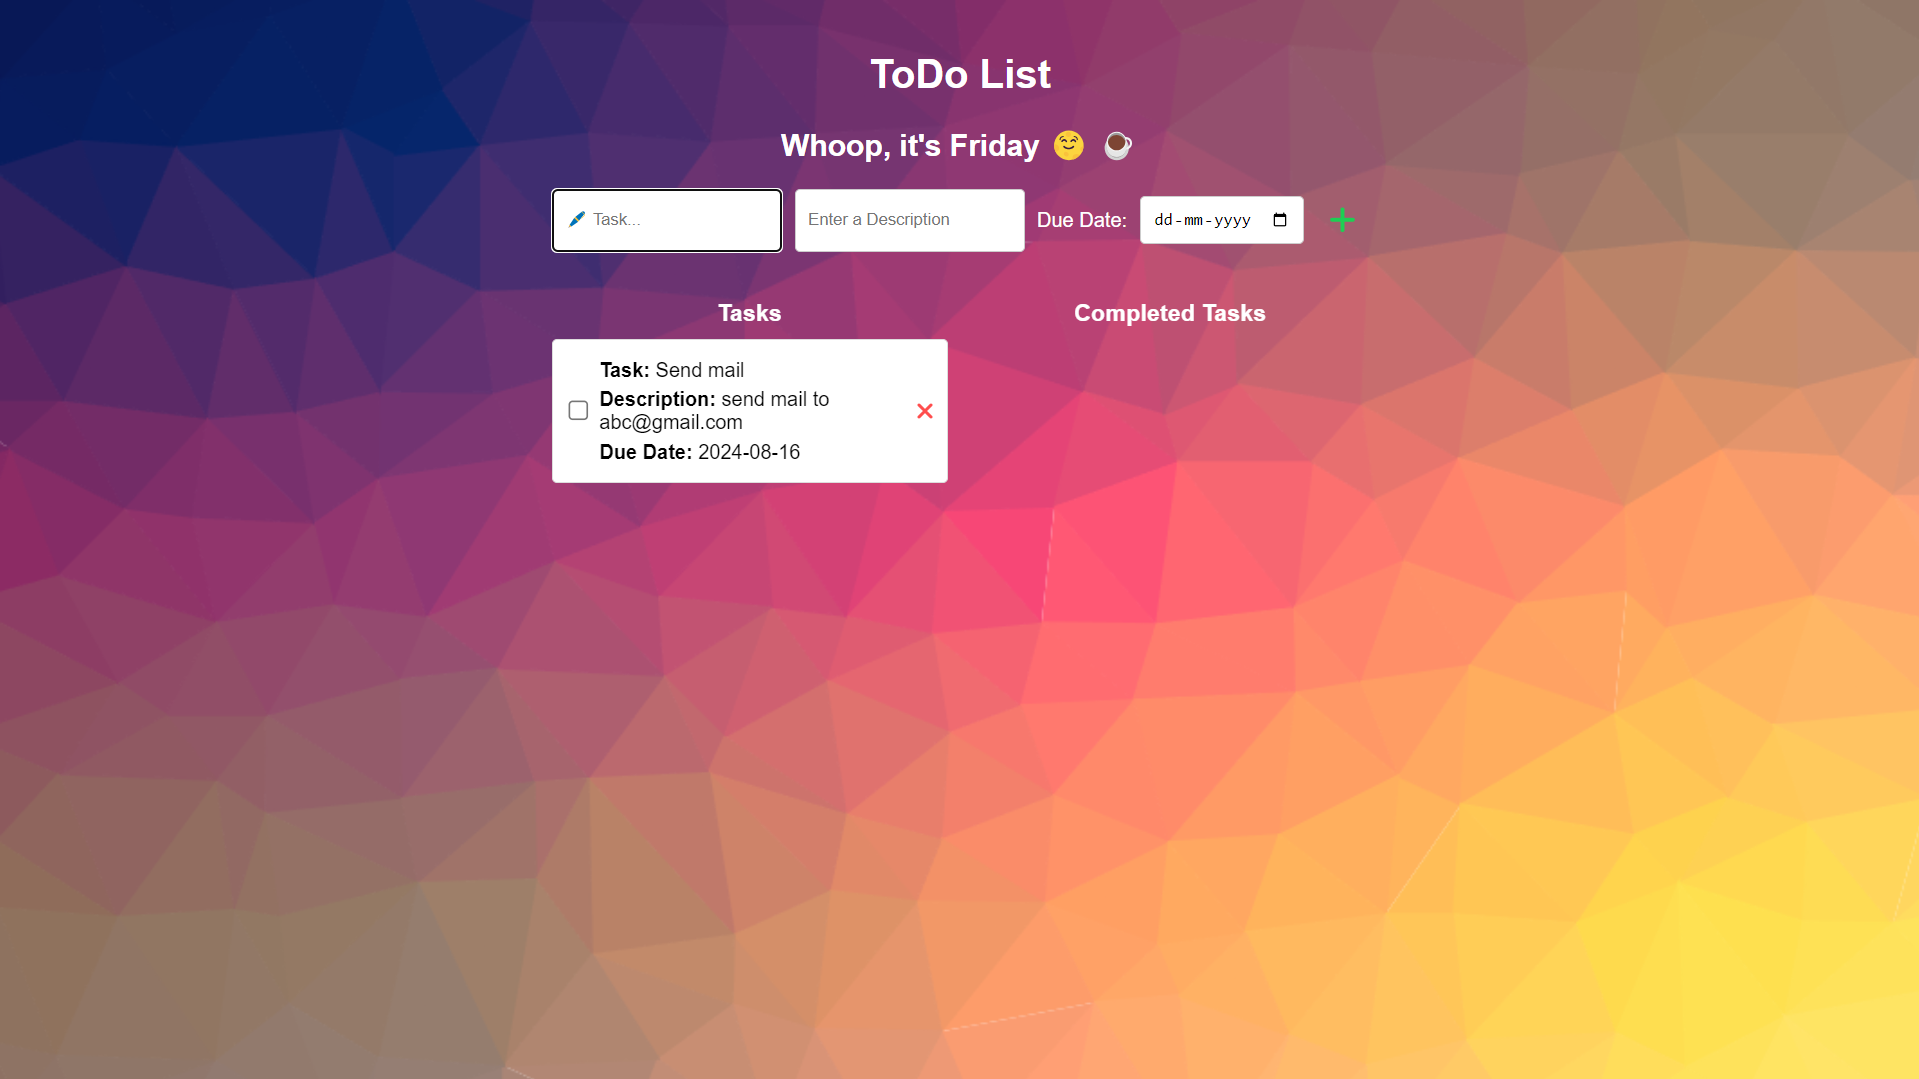 ToDo List
Whoop, it's Friday 😊 ☕
🖌️ Task...
Enter a Description
Due Date:
dd-mm-yyyy
Tasks
Completed Tasks
Task: Send mail
Description: send mail to
abc@gmail.com
Due Date: 2024-08-16